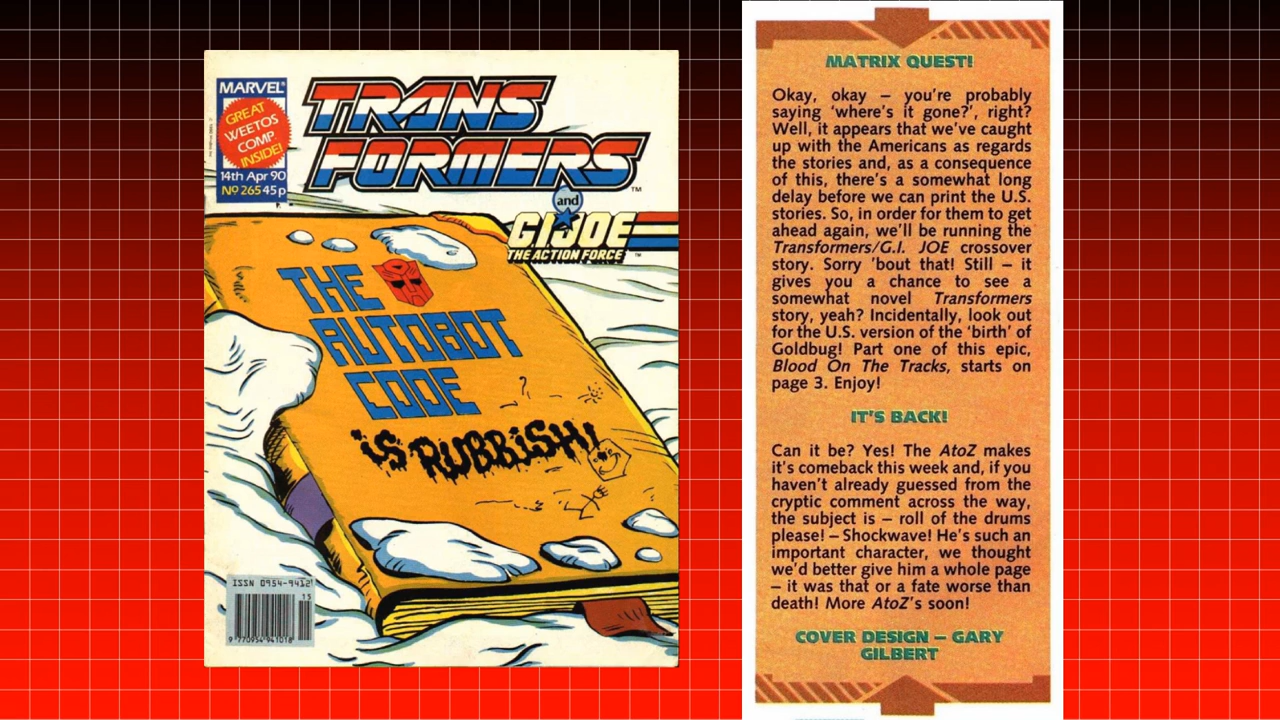 MARVEL
GREAT
WEETOS
COMP.
INSIDE!
14th Apr 90
Nº 265 45p
TRANS
FORMERS™
and
G.I. JOE
THE ACTION FORCE™
THE
AUTOBOT
CODE
iS RUBBiSH!
?
ISSN 0954-9412
15
9 770954 941018
MATRIX QUEST!
Okay, okay – you're probably
saying 'where's it gone?', right?
Well, it appears that we've caught
up with the Americans as regards
the stories and, as a consequence
of this, there's a somewhat long
delay before we can print the U.S.
stories. So, in order for them to get
ahead again, we'll be running the
Transformers/G.I. JOE crossover
story. Sorry 'bout that! Still – it
gives you a chance to see a
somewhat novel Transformers
story, yeah? Incidentally, look out
for the U.S. version of the 'birth' of
Goldbug! Part one of this epic,
Blood On The Tracks, starts on
page 3. Enjoy!
IT'S BACK!
Can it be? Yes! The AtoZ makes
it's comeback this week and, if you
haven't already guessed from the
cryptic comment across the way,
the subject is – roll of the drums
please! – Shockwave! He's such an
important character, we thought
we'd better give him a whole page
– it was that or a fate worse than
death! More AtoZ's soon!
COVER DESIGN – GARY
GILBERT